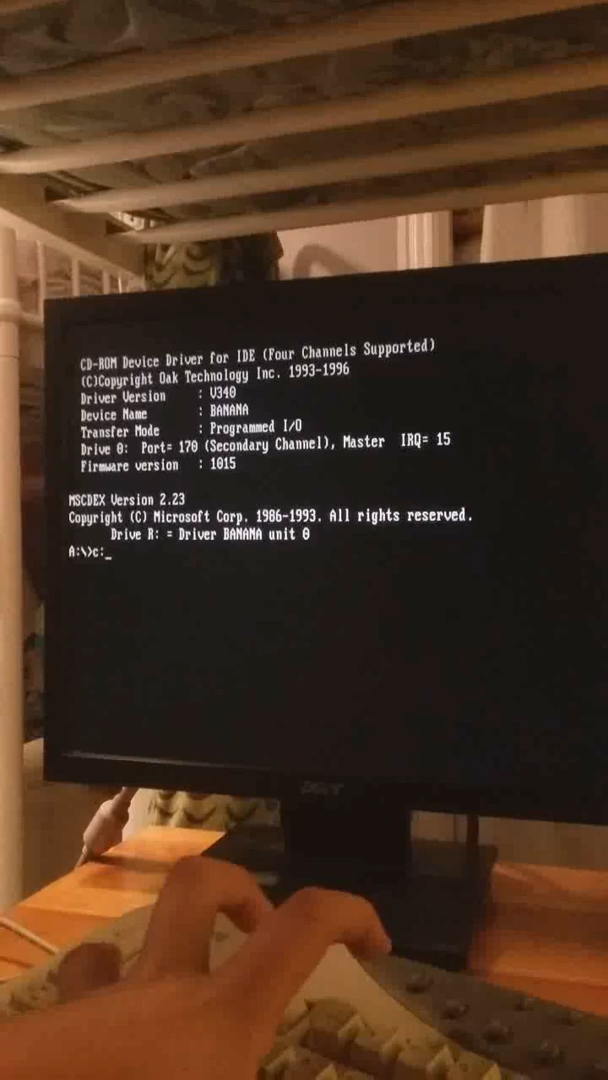 CD-ROM Device Driver for IDE (Four Channels Supported)
(C)Copyright Oak Technology Inc. 1993-1996
Driver Version : V340
Device Name : BANANA
Transfer Mode : Programmed I/O
Drive 0: Port= 170 (Secondary Channel), Master IRQ= 15
Firmware version : 1015
MSCDEX Version 2.23
Copyright (C) Microsoft Corp. 1986-1993. All rights reserved.
Drive R: = Driver BANANA unit 0
A:\>c:_
acer